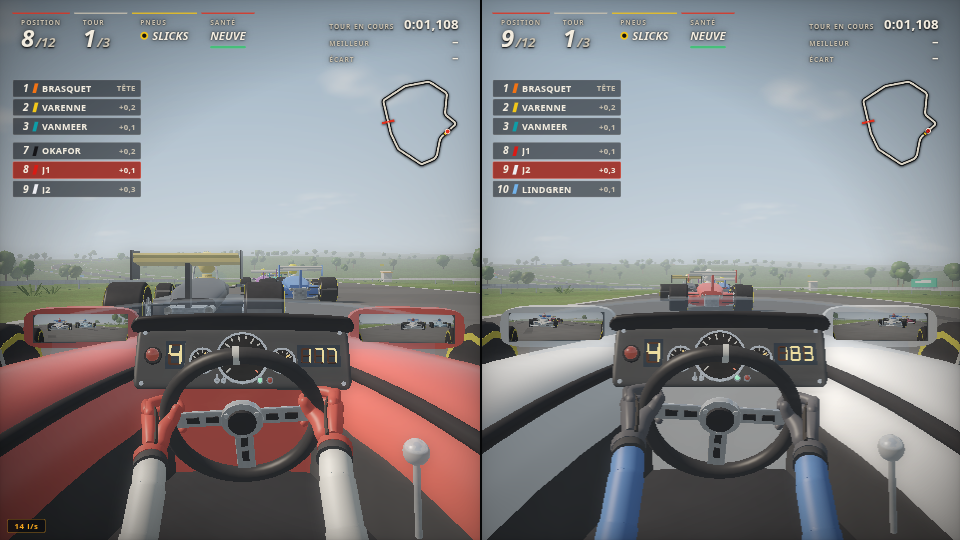 POSITION TOUR PNEUS SANTÉ
8/12 1/3 SLICKS NEUVE
TOUR EN COURS 0:01,108
MEILLEUR –
ÉCART –
1 BRASQUET TÊTE
2 VARENNE +0,2
3 VANMEER +0,1
7 OKAFOR +0,2
8 J1 +0,1
9 J2 +0,3
4 177
14 i/s
POSITION TOUR PNEUS SANTÉ
9/12 1/3 SLICKS NEUVE
TOUR EN COURS 0:01,108
MEILLEUR –
ÉCART –
1 BRASQUET TÊTE
2 VARENNE +0,2
3 VANMEER +0,1
8 J1 +0,1
9 J2 +0,3
10 LINDGREN +0,1
4 183